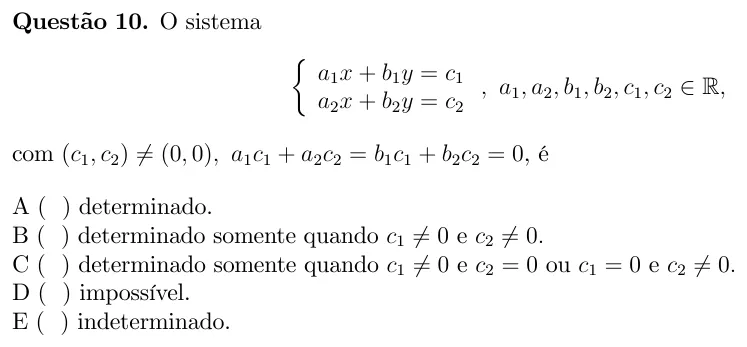 Questão 10. O sistema
{ a₁x + b₁y = c₁
a₂x + b₂y = c₂ , a₁, a₂, b₁, b₂, c₁, c₂ ∈ ℝ,
com (c₁, c₂) ≠ (0, 0), a₁c₁ + a₂c₂ = b₁c₁ + b₂c₂ = 0, é
A ( ) determinado.
B ( ) determinado somente quando c₁ ≠ 0 e c₂ ≠ 0.
C ( ) determinado somente quando c₁ ≠ 0 e c₂ = 0 ou c₁ = 0 e c₂ ≠ 0.
D ( ) impossível.
E ( ) indeterminado.